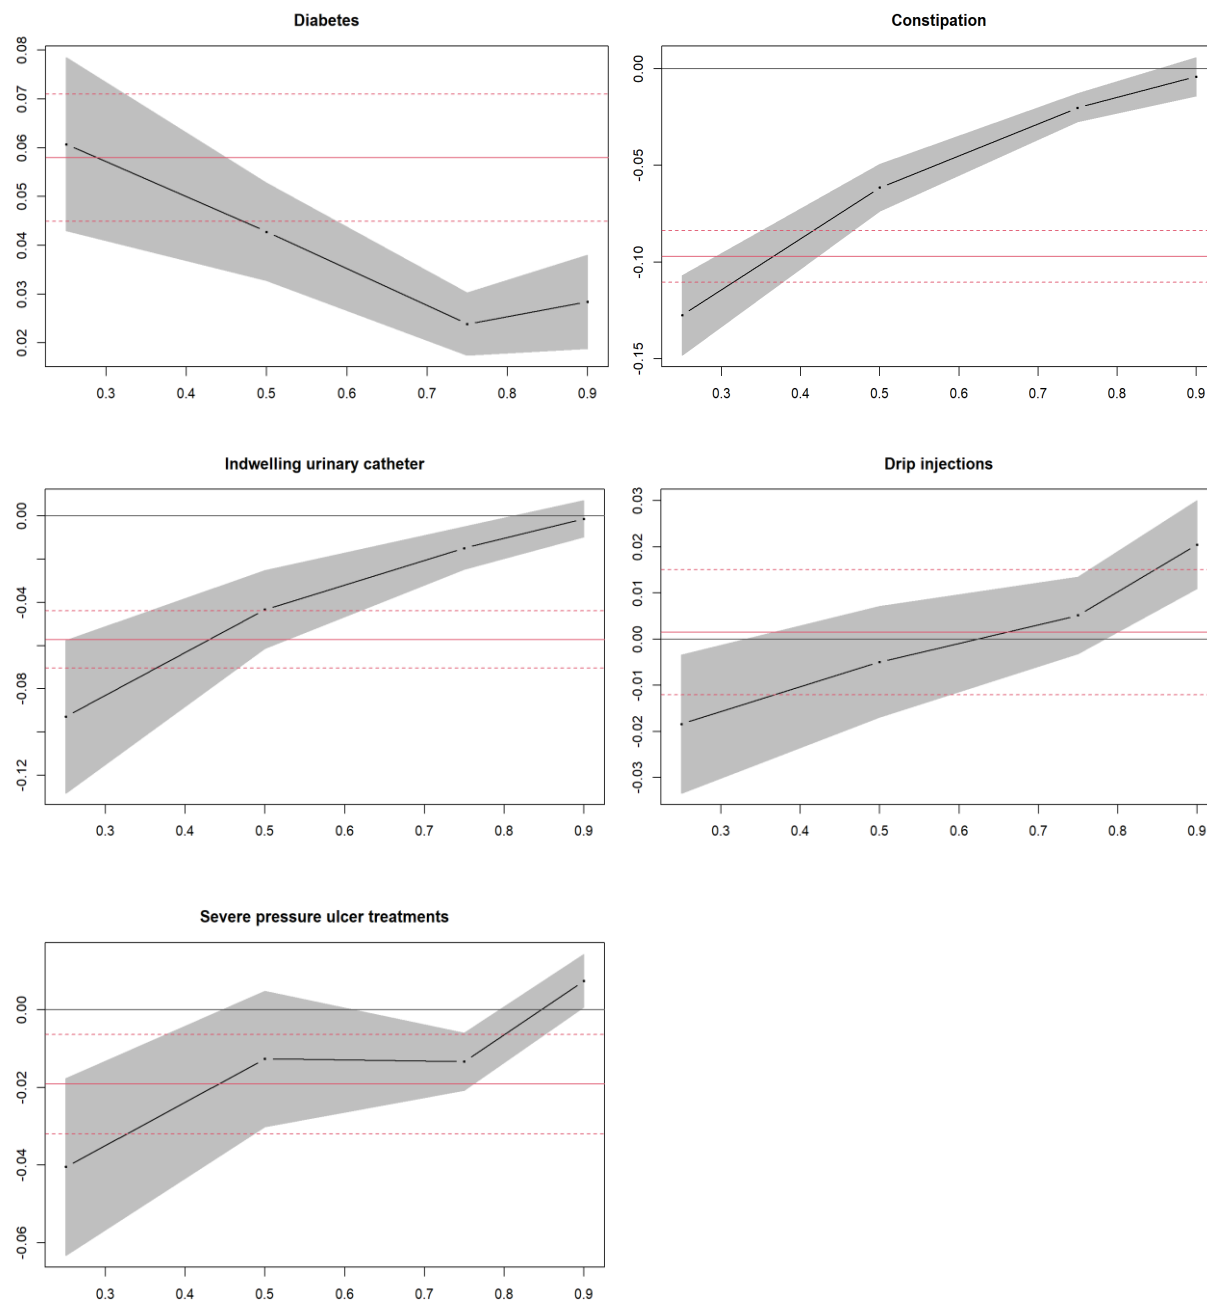 Diabetes
0.08
0.07
0.06
0.05
0.04
0.03
0.02
0.3 0.4 0.5 0.6 0.7 0.8 0.9
Constipation
0.00
-0.05
-0.10
-0.15
0.3 0.4 0.5 0.6 0.7 0.8 0.9
Indwelling urinary catheter
0.00
-0.04
-0.08
-0.12
0.3 0.4 0.5 0.6 0.7 0.8 0.9
Drip injections
0.03
0.02
0.01
0.00
-0.01
-0.02
-0.03
0.3 0.4 0.5 0.6 0.7 0.8 0.9
Severe pressure ulcer treatments
0.00
-0.02
-0.04
-0.06
0.3 0.4 0.5 0.6 0.7 0.8 0.9